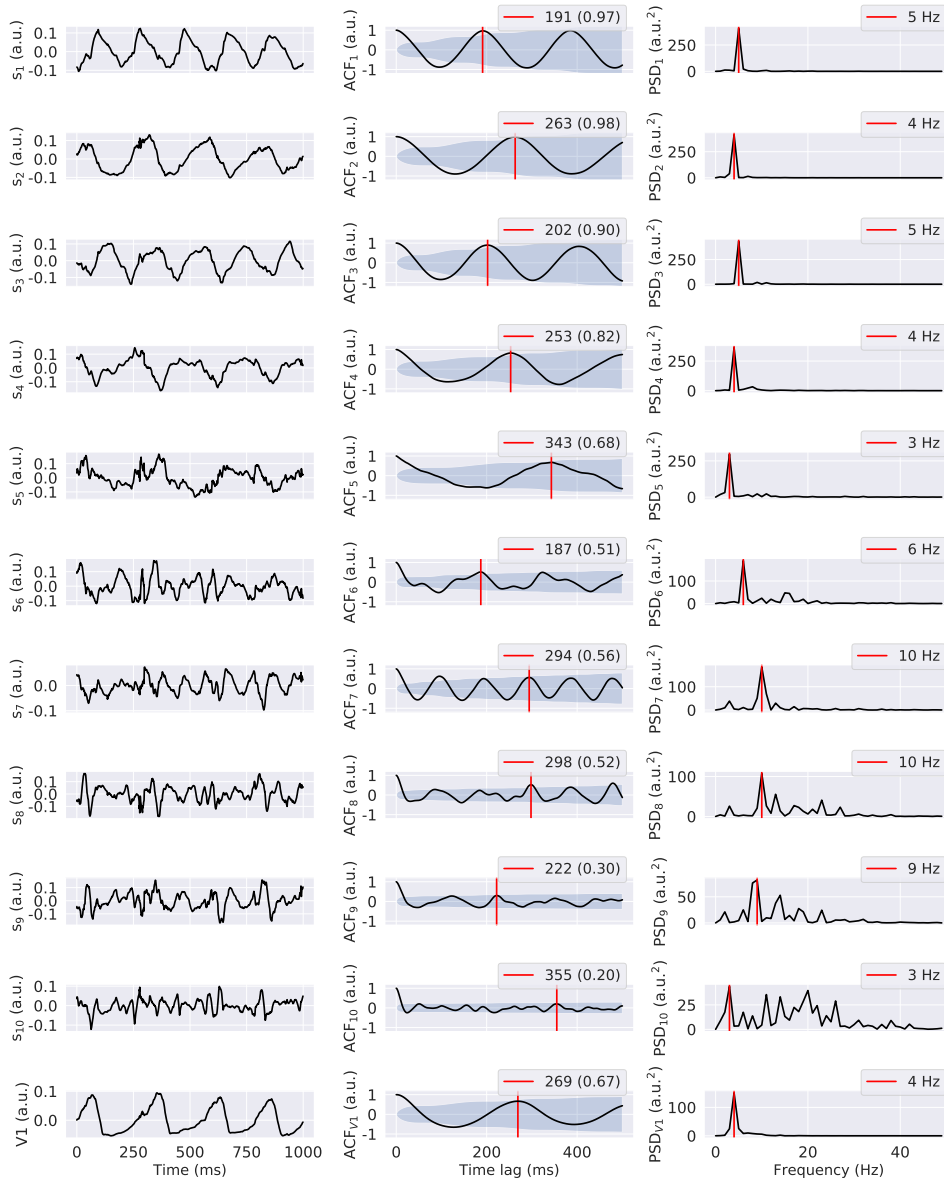 s1 (a.u.) 0.1 0.0 -0.1 ACF1 (a.u.) 1 0 -1 191 (0.97) PSD1 (a.u.²) 250 0 5 Hz
s2 (a.u.) 0.1 0.0 -0.1 ACF2 (a.u.) 1 0 -1 263 (0.98) PSD2 (a.u.²) 250 0 4 Hz
s3 (a.u.) 0.1 0.0 -0.1 ACF3 (a.u.) 1 0 -1 202 (0.90) PSD3 (a.u.²) 250 0 5 Hz
s4 (a.u.) 0.1 0.0 -0.1 ACF4 (a.u.) 1 0 -1 253 (0.82) PSD4 (a.u.²) 250 0 4 Hz
s5 (a.u.) 0.1 0.0 -0.1 ACF5 (a.u.) 1 0 -1 343 (0.68) PSD5 (a.u.²) 300 150 0 3 Hz
s6 (a.u.) 0.1 0.0 -0.1 ACF6 (a.u.) 1 0 -1 187 (0.51) PSD6 (a.u.²) 100 0 6 Hz
s7 (a.u.) 0.0 -0.1 ACF7 (a.u.) 1 0 -1 294 (0.56) PSD7 (a.u.²) 100 0 10 Hz
s8 (a.u.) 0.1 0.0 -0.1 ACF8 (a.u.) 1 0 -1 298 (0.52) PSD8 (a.u.²) 100 50 0 10 Hz
s9 (a.u.) 0.1 0.0 -0.1 ACF9 (a.u.) 1 0 -1 222 (0.30) PSD9 (a.u.²) 50 0 9 Hz
s10 (a.u.) 0.1 0.0 -0.1 ACF10 (a.u.) 1 0 -1 355 (0.20) PSD10 (a.u.²) 25 0 3 Hz
V1 (a.u.) 0.1 0.0 ACFV1 (a.u.) 1 0 -1 269 (0.67) PSDV1 (a.u.²) 100 0 4 Hz
0 250 500 750 1000 0 200 400 0 20 40
Time (ms) Time lag (ms) Frequency (Hz)